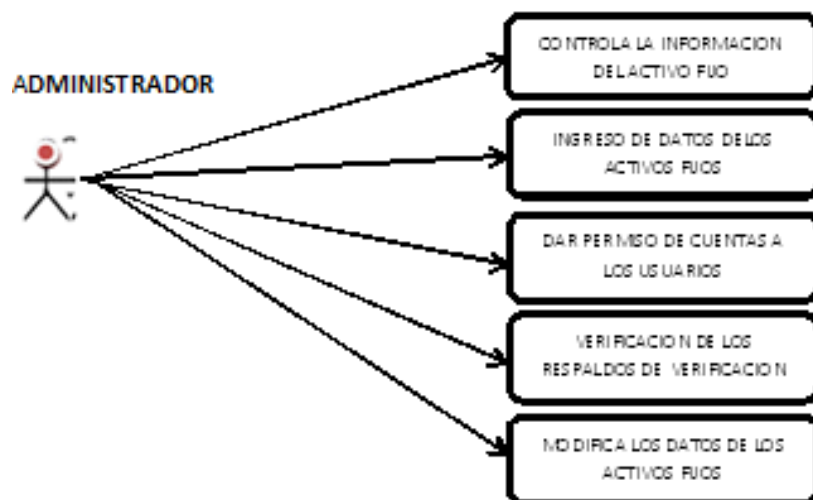 ADMINISTRADOR
CONTROLA LA INFORMACION
DEL ACTIVO FIJO
INGRESO DE DATOS DE LOS
ACTIVOS FIJOS
DAR PERMISO DE CUENTAS A
LOS USUARIOS
VERIFICACION DE LOS
RESPALDOS DE VERIFICACION
MODIFICA LOS DATOS DE LOS
ACTIVOS FIJOS